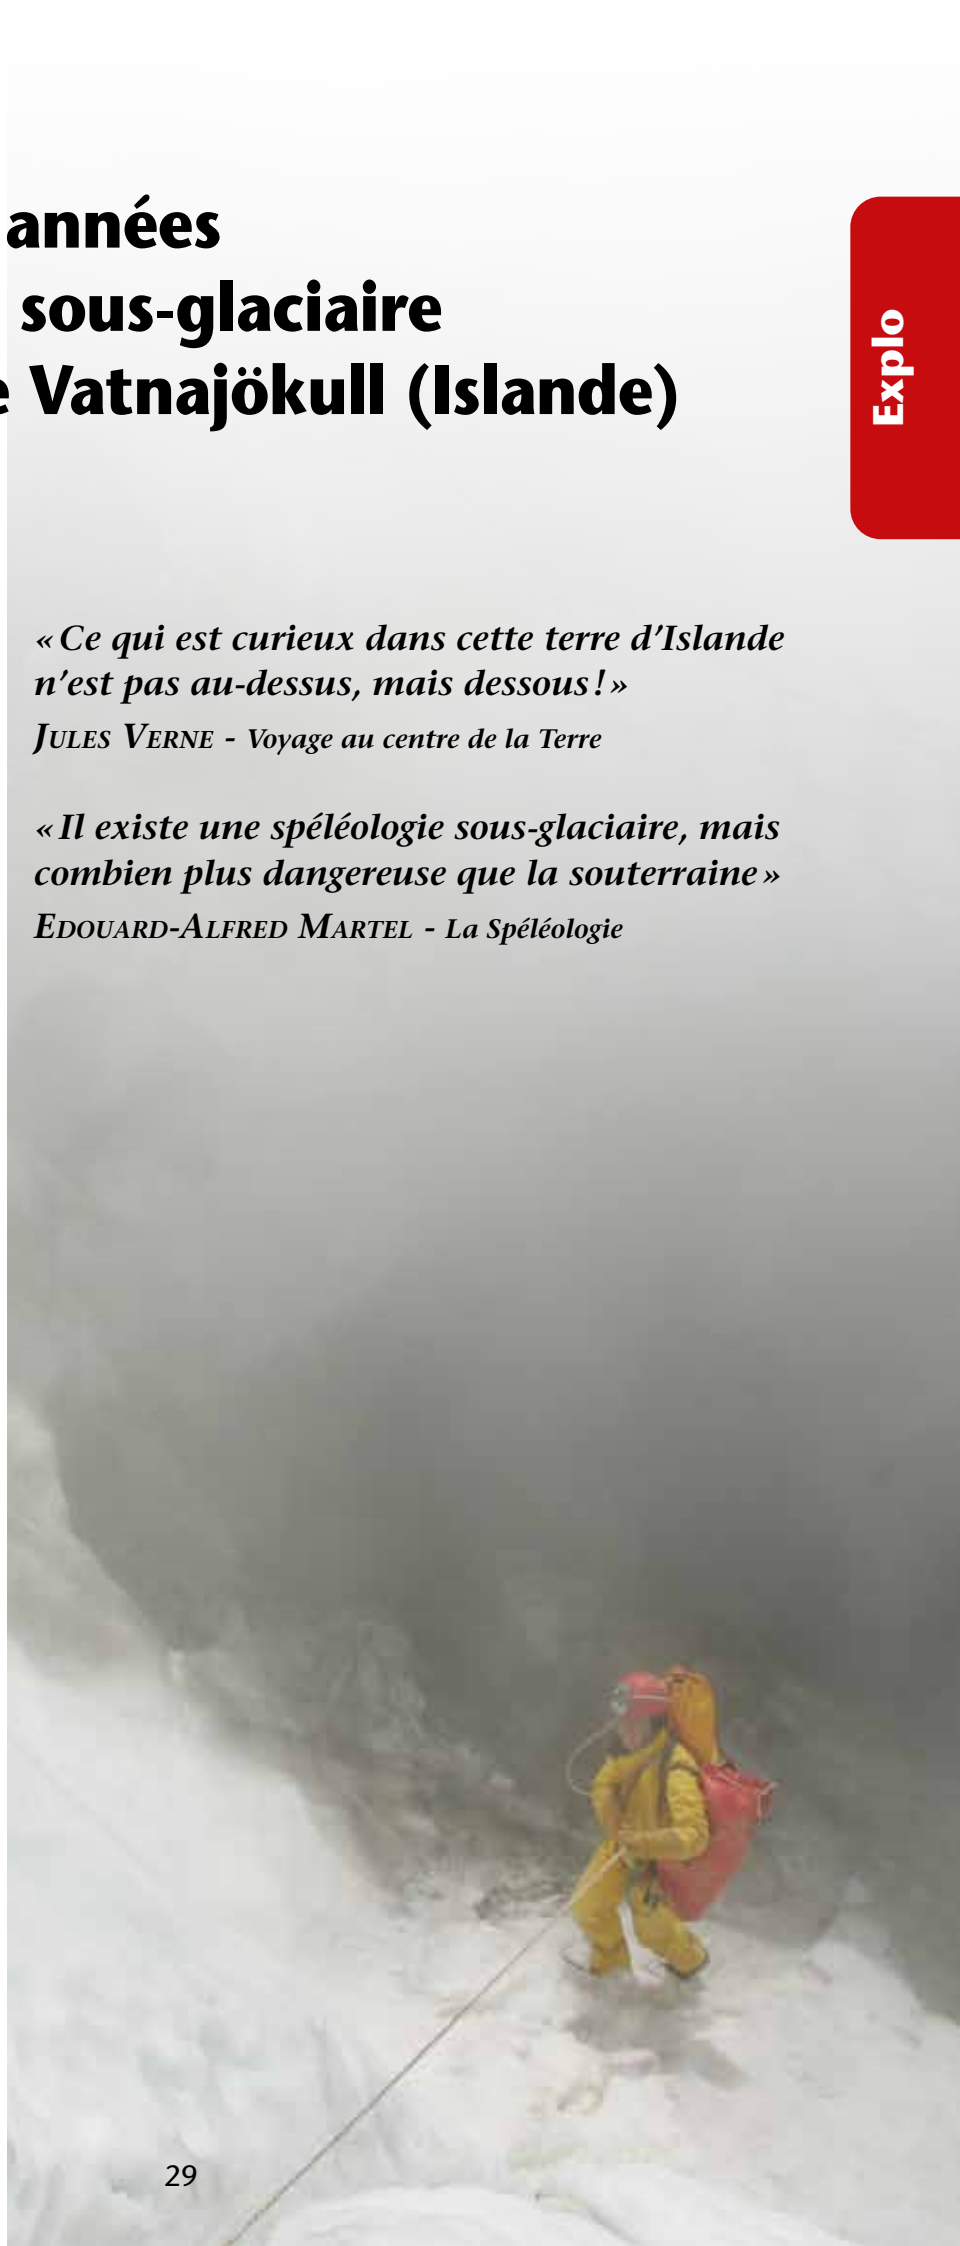 années
sous-glaciaire
Vatnajökull (Islande)
Explo
« Ce qui est curieux dans cette terre d’Islande
n’est pas au-dessus, mais dessous ! »
JULES VERNE - Voyage au centre de la Terre
« Il existe une spéléologie sous-glaciaire, mais
combien plus dangereuse que la souterraine »
EDOUARD-ALFRED MARTEL - La Spéléologie
29